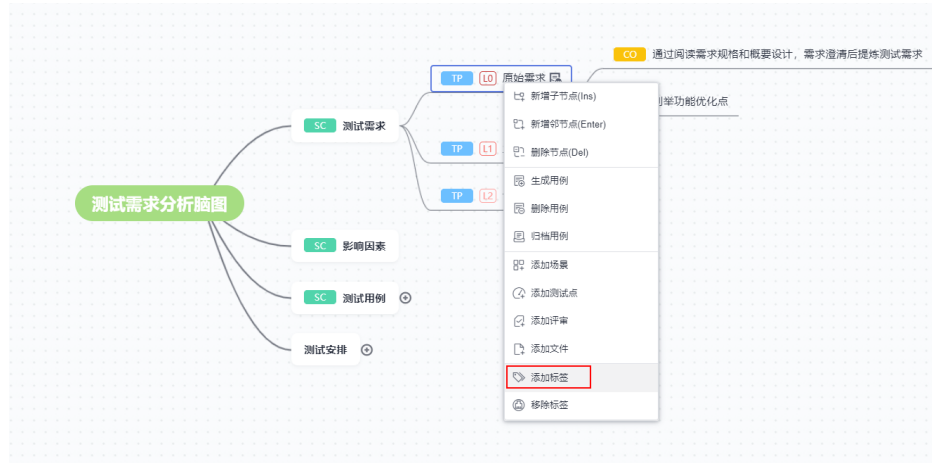 CO 通过阅读需求规格和概要设计，需求澄清后提炼测试需求
TP L0 原始需求
列举功能优化点
SC 测试需求
TP L1
TP L2
测试需求分析脑图
SC 影响因素
SC 测试用例
测试安排
新增子节点(Ins)
新增邻节点(Enter)
删除节点(Del)
生成用例
删除用例
归档用例
添加场景
添加测试点
添加评审
添加文件
添加标签
移除标签